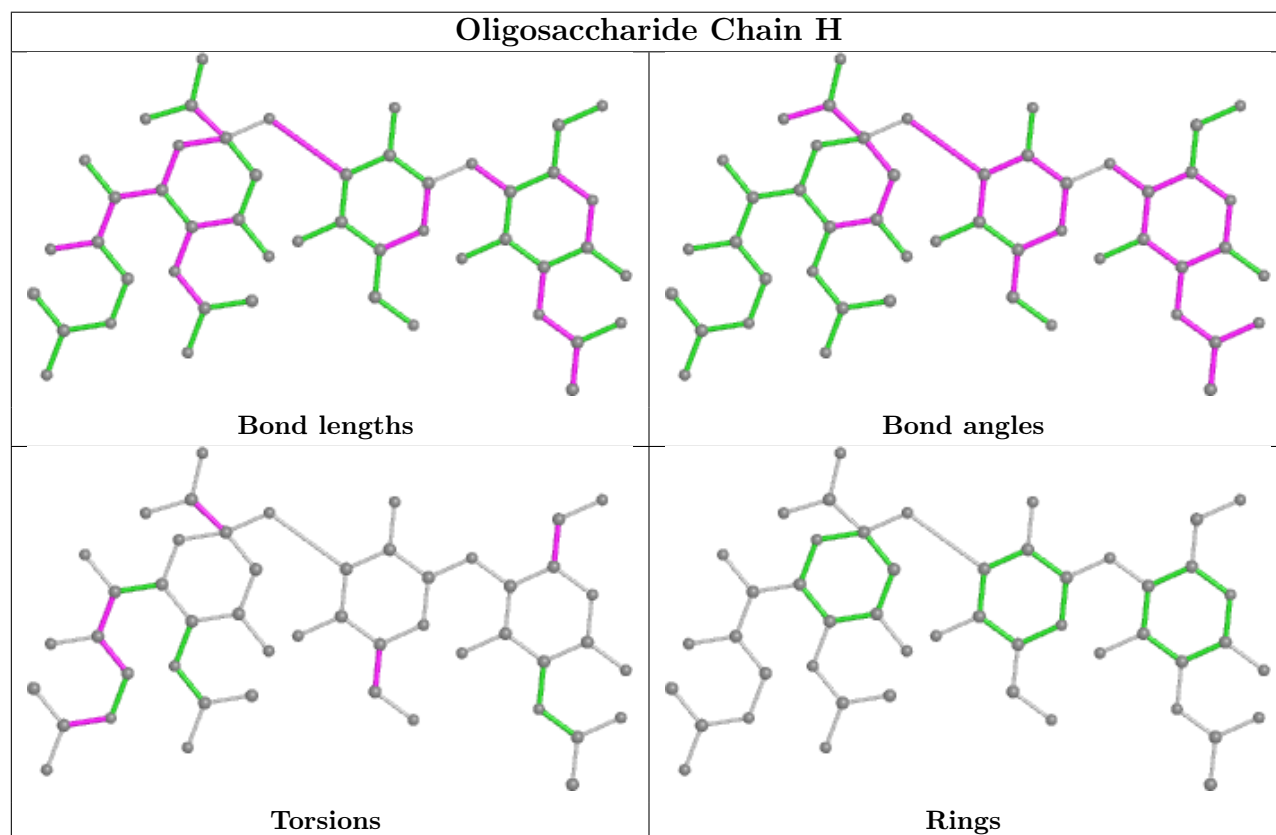 Oligosaccharide Chain H
Bond lengths
Bond angles
Torsions
Rings